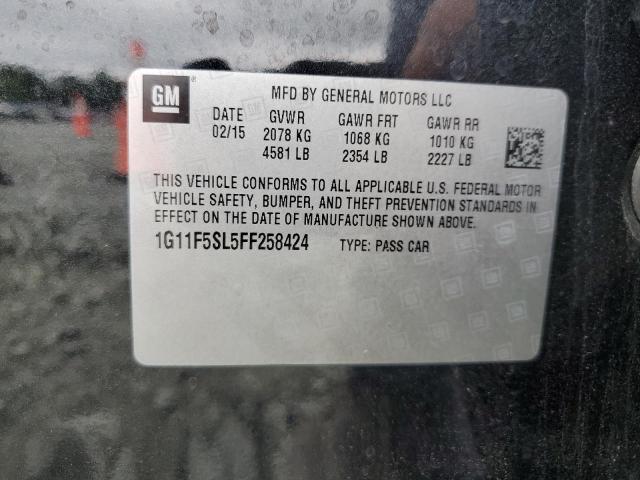 GM
MFD BY GENERAL MOTORS LLC
DATE GVWR GAWR FRT GAWR RR
02/15 2078 KG 1068 KG 1010 KG
4581 LB 2354 LB 2227 LB
THIS VEHICLE CONFORMS TO ALL APPLICABLE U.S. FEDERAL MOTOR
VEHICLE SAFETY, BUMPER, AND THEFT PREVENTION STANDARDS IN
EFFECT ON THE DATE OF MANUFACTURE SHOWN ABOVE.
1G11F5SL5FF258424 TYPE: PASS CAR